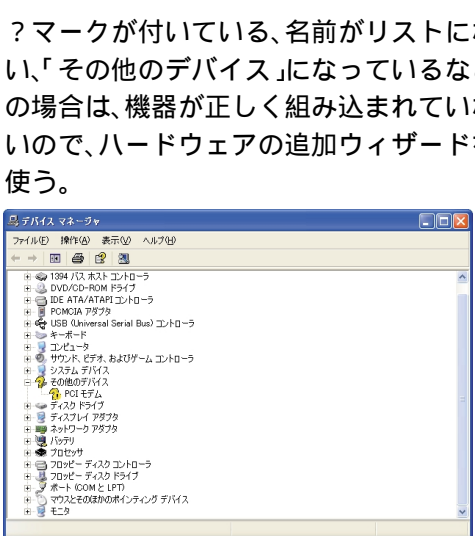 ？マークが付いている、名前がリストにな
い、「その他のデバイス」になっているな
の場合は、機器が正しく組み込まれていな
いので、ハードウェアの追加ウィザードを
使う。
デバイス マネージャ
ファイル(F) 操作(A) 表示(V) ヘルプ(H)
1394 バス ホスト コントローラ
DVD/CD-ROM ドライブ
IDE ATA/ATAPI コントローラ
PCMCIA アダプタ
USB (Universal Serial Bus) コントローラ
キーボード
コンピュータ
サウンド、ビデオ、およびゲーム コントローラ
システム デバイス
その他のデバイス
PCI モデム
ディスク ドライブ
ディスプレイ アダプタ
ネットワーク アダプタ
バッテリ
プロセッサ
フロッピー ディスク コントローラ
フロッピー ディスク ドライブ
ポート (COM と LPT)
マウスとそのほかのポインティング デバイス
モニタ